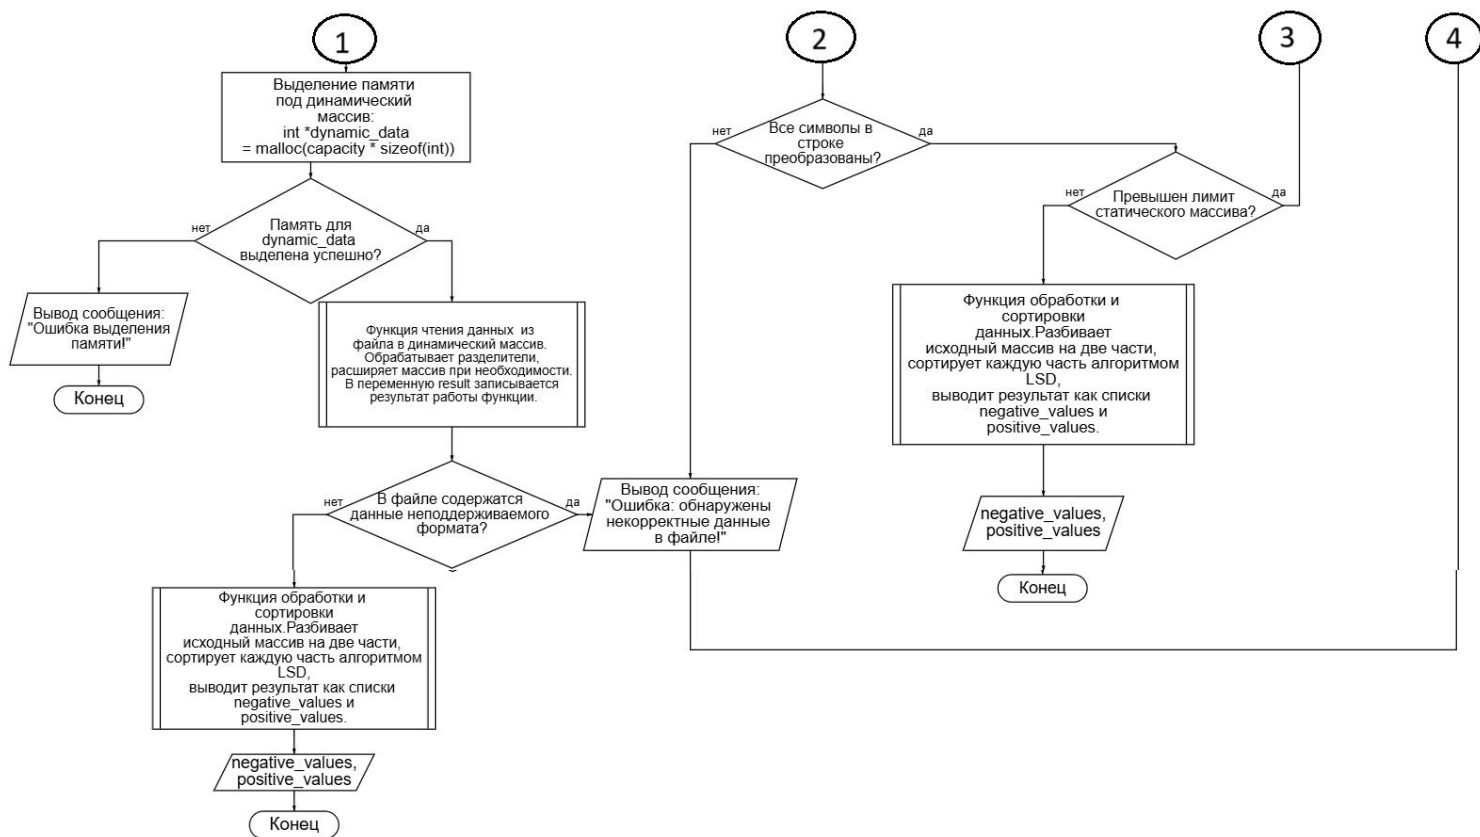 1
Выделение памяти
под динамический
массив:
int *dynamic_data
= malloc(capacity * sizeof(int))
нет
да
Память для
dynamic_data
выделена успешно?
Вывод сообщения:
"Ошибка выделения
памяти!"
Конец
Функция чтения данных из
файла в динамический массив.
Обрабатывает разделители,
расширяет массив при необходимости.
В переменную result записывается
результат работы функции.
нет
да
В файле содержатся
данные неподдерживаемого
формата?
Функция обработки и
сортировки
данных.Разбивает
исходный массив на две части,
сортирует каждую часть алгоритмом
LSD,
выводит результат как списки
negative_values и
positive_values.
negative_values,
positive_values
Конец
2
нет
да
Все символы в
строке
преобразованы?
Вывод сообщения:
"Ошибка: обнаружены
некорректные данные
в файле!"
3
нет
да
Превышен лимит
статического массива?
Функция обработки и
сортировки
данных.Разбивает
исходный массив на две части,
сортирует каждую часть алгоритмом
LSD,
выводит результат как списки
negative_values и
positive_values.
negative_values,
positive_values
Конец
4